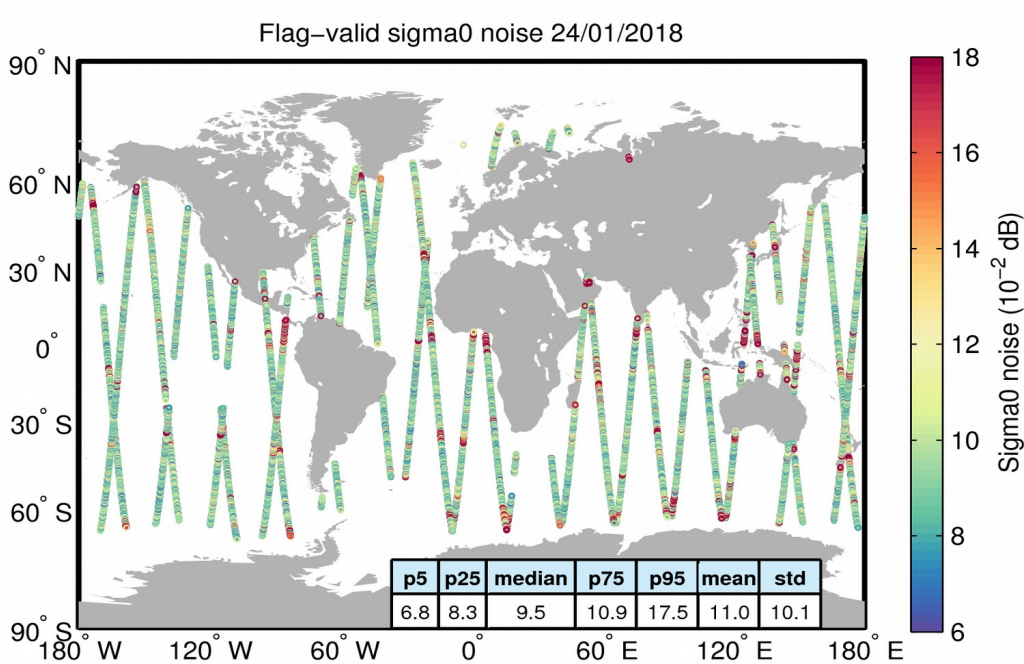 Flag−valid sigma0 noise 24/01/2018
90° N
60° N
30° N
0°
30° S
60° S
90° S
180° W
120° W
60° W
0°
60° E
120° E
180° E
p5 p25 median p75 p95 mean std
6.8 8.3 9.5 10.9 17.5 11.0 10.1
18
16
14
12
10
8
6
Sigma0 noise (10⁻² dB)